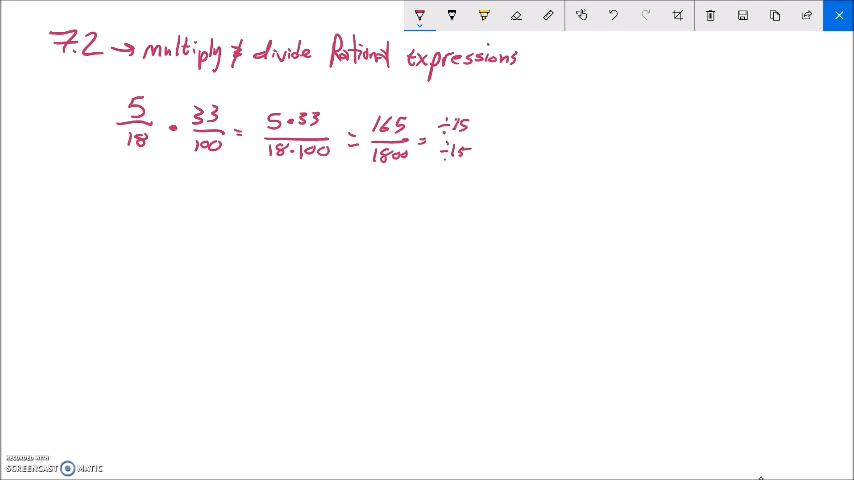 7.2 → multiply & divide Rational expressions
5/18 • 33/100 = 5•33/18•100 = 165/1800 = ÷15/÷15
RECORDED WITH
SCREENCAST MATIC